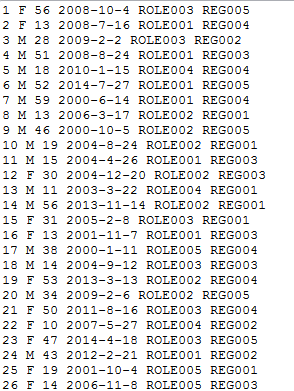 1 F 56 2008-10-4 ROLE003 REG005
2 F 13 2008-7-16 ROLE001 REG004
3 M 28 2009-2-2 ROLE003 REG002
4 M 51 2008-8-24 ROLE001 REG003
5 M 18 2010-1-15 ROLE004 REG004
6 M 52 2014-7-27 ROLE001 REG005
7 M 59 2000-6-14 ROLE001 REG004
8 M 13 2006-3-17 ROLE002 REG001
9 M 46 2000-10-5 ROLE002 REG005
10 M 19 2004-8-24 ROLE002 REG001
11 M 15 2004-4-26 ROLE001 REG003
12 F 30 2004-12-20 ROLE002 REG003
13 M 11 2003-3-22 ROLE004 REG001
14 M 56 2013-11-14 ROLE002 REG001
15 F 31 2005-2-8 ROLE003 REG001
16 F 13 2001-11-7 ROLE001 REG003
17 M 38 2000-1-11 ROLE005 REG004
18 M 14 2004-9-12 ROLE003 REG003
19 F 53 2013-3-13 ROLE002 REG004
20 M 34 2009-2-6 ROLE002 REG005
21 F 50 2011-8-16 ROLE003 REG004
22 F 10 2007-5-27 ROLE004 REG002
23 F 47 2014-4-18 ROLE003 REG005
24 M 43 2012-2-21 ROLE001 REG002
25 F 19 2001-10-4 ROLE005 REG001
26 F 14 2006-11-8 ROLE005 REG003